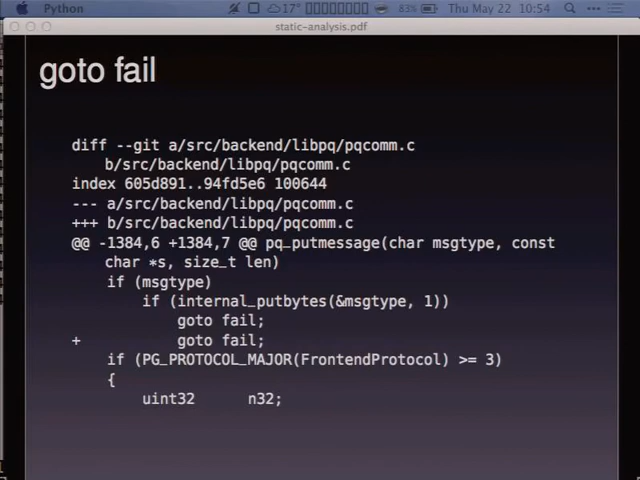 Python 17° 83% Thu May 22 10:54
static-analysis.pdf
goto fail
diff --git a/src/backend/libpq/pqcomm.c
b/src/backend/libpq/pqcomm.c
index 605d891..94fd5e6 100644
--- a/src/backend/libpq/pqcomm.c
+++ b/src/backend/libpq/pqcomm.c
@@ -1384,6 +1384,7 @@ pq_putmessage(char msgtype, const
char *s, size_t len)
if (msgtype)
if (internal_putbytes(&msgtype, 1))
goto fail;
+ goto fail;
if (PG_PROTOCOL_MAJOR(FrontendProtocol) >= 3)
{
uint32 n32;